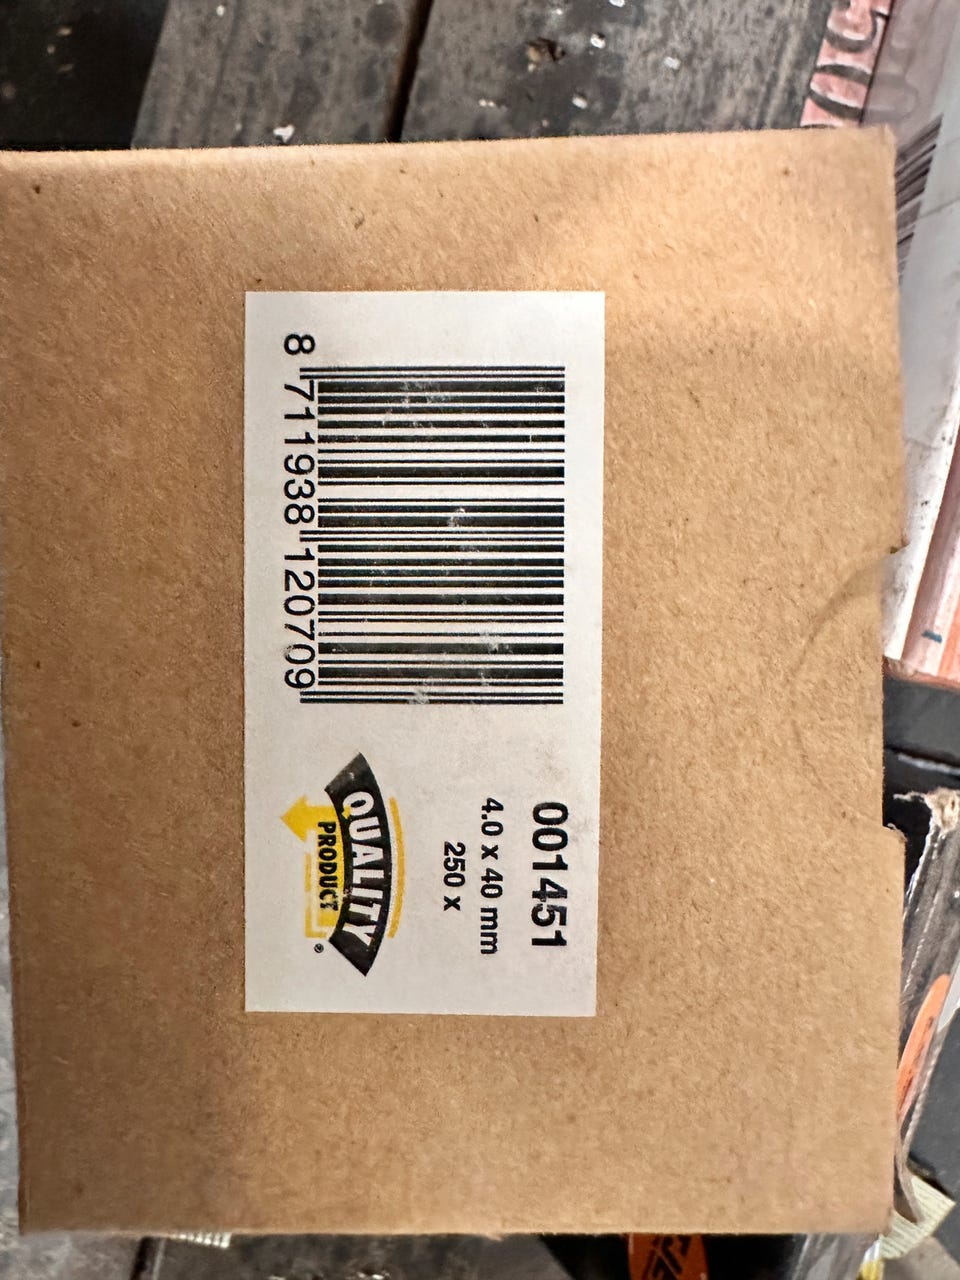 8 711938 120709
001451
4.0 x 40 mm
250 x
QUALITY
PRODUCT
®